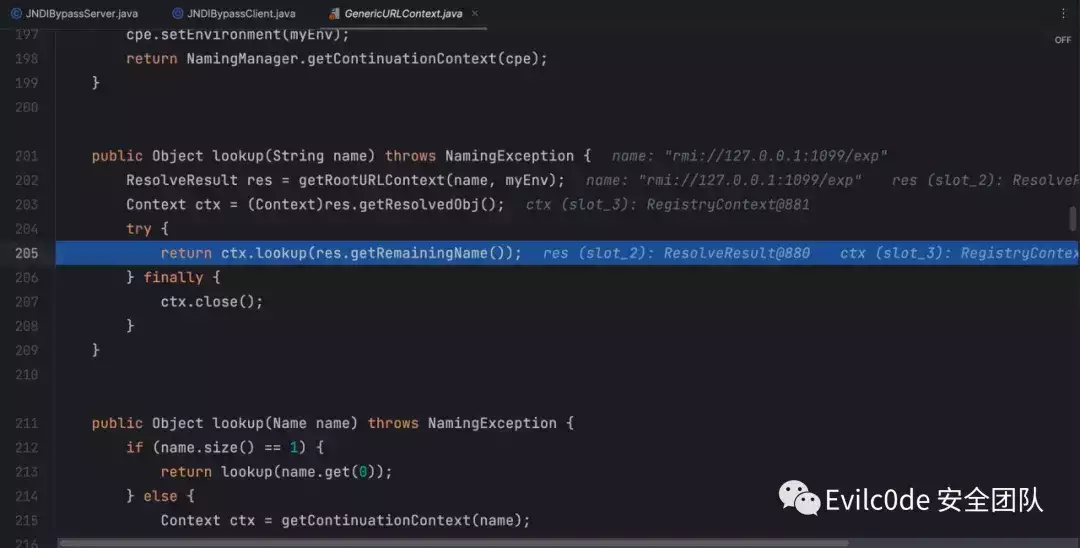 JNDIBypassServer.java JNDIBypassClient.java GenericURLContext.java
OFF
197 cpe.setEnvironment(myEnv);
198 return NamingManager.getContinuationContext(cpe);
199 }
200
201 public Object lookup(String name) throws NamingException { name: "rmi://127.0.0.1:1099/exp"
202 ResolveResult res = getRootURLContext(name, myEnv); name: "rmi://127.0.0.1:1099/exp" res (slot_2): ResolveR
203 Context ctx = (Context)res.getResolvedObj(); ctx (slot_3): RegistryContext@881
204 try {
205 return ctx.lookup(res.getRemainingName()); res (slot_2): ResolveResult@880 ctx (slot_3): RegistryContex
206 } finally {
207 ctx.close();
208 }
209 }
210
211 public Object lookup(Name name) throws NamingException {
212 if (name.size() == 1) {
213 return lookup(name.get(0));
214 } else {
215 Context ctx = getContinuationContext(name);
216
Evilc0de 安全团队